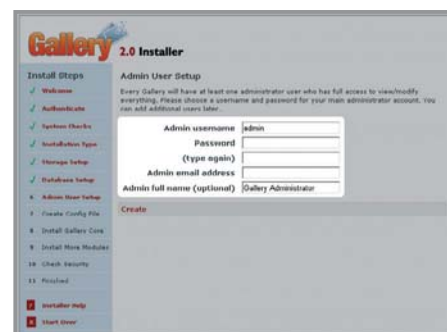 Gallery
2.0 Installer
Install Steps
Welcome
Authenticate
System Checks
Installation Type
Storage Setup
Database Setup
6 Admin User Setup
7 Create Config File
8 Install Gallery Core
9 Install More Modules
10 Check Security
11 Finished
? Installer Help
X Start Over
Admin User Setup
Every Gallery will have at least one administrator user who has full access to view/modify
everything. Please choose a username and password for your main administrator account. You
can add additional users later.
Admin username admin
Password
(type again)
Admin email address
Admin full name (optional) Gallery Administrator
Create